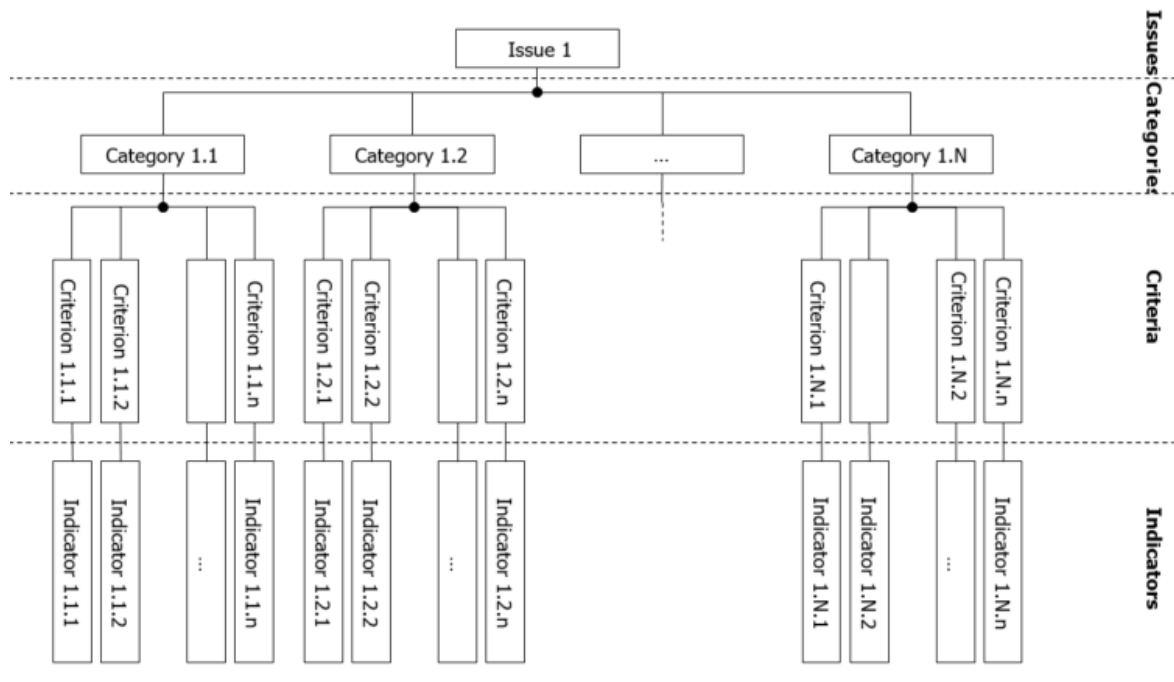 Issues
Issue 1
Categories
Category 1.1
Category 1.2
...
Category 1.N
Criteria
Criterion 1.1.1
Criterion 1.1.2
Criterion 1.1.n
Criterion 1.2.1
Criterion 1.2.2
Criterion 1.2.n
Criterion 1.N.1
Criterion 1.N.2
Criterion 1.N.n
Indicators
Indicator 1.1.1
Indicator 1.1.2
...
Indicator 1.1.n
Indicator 1.2.1
Indicator 1.2.2
...
Indicator 1.2.n
Indicator 1.N.1
Indicator 1.N.2
...
Indicator 1.N.n